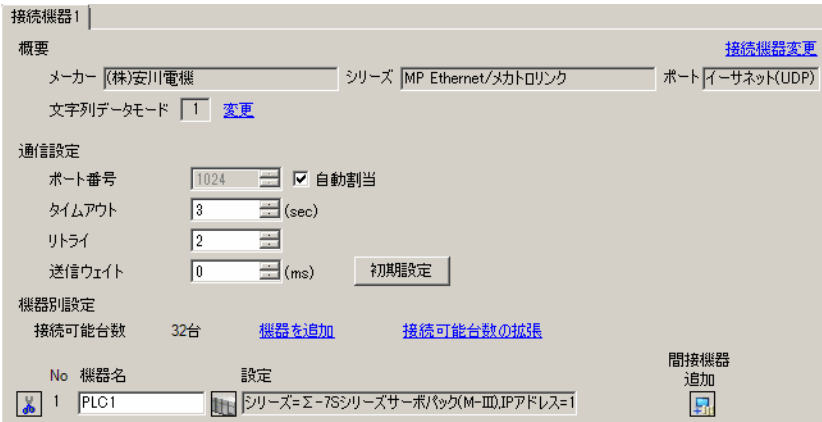 接続機器1
概要
接続機器変更
メーカー (株)安川電機 シリーズ MP Ethernet/メカトロリンク ポート イーサネット(UDP)
文字列データモード 1 変更
通信設定
ポート番号 1024 自動割当
タイムアウト 3 (sec)
リトライ 2
送信ウェイト 0 (ms) 初期設定
機器別設定
接続可能台数 32台 機器を追加 接続可能台数の拡張
間接機器
追加
No 機器名 設定
1 PLC1 シリーズ=Σ-7Sシリーズサーボパック(M-Ⅲ),IPアドレス=1